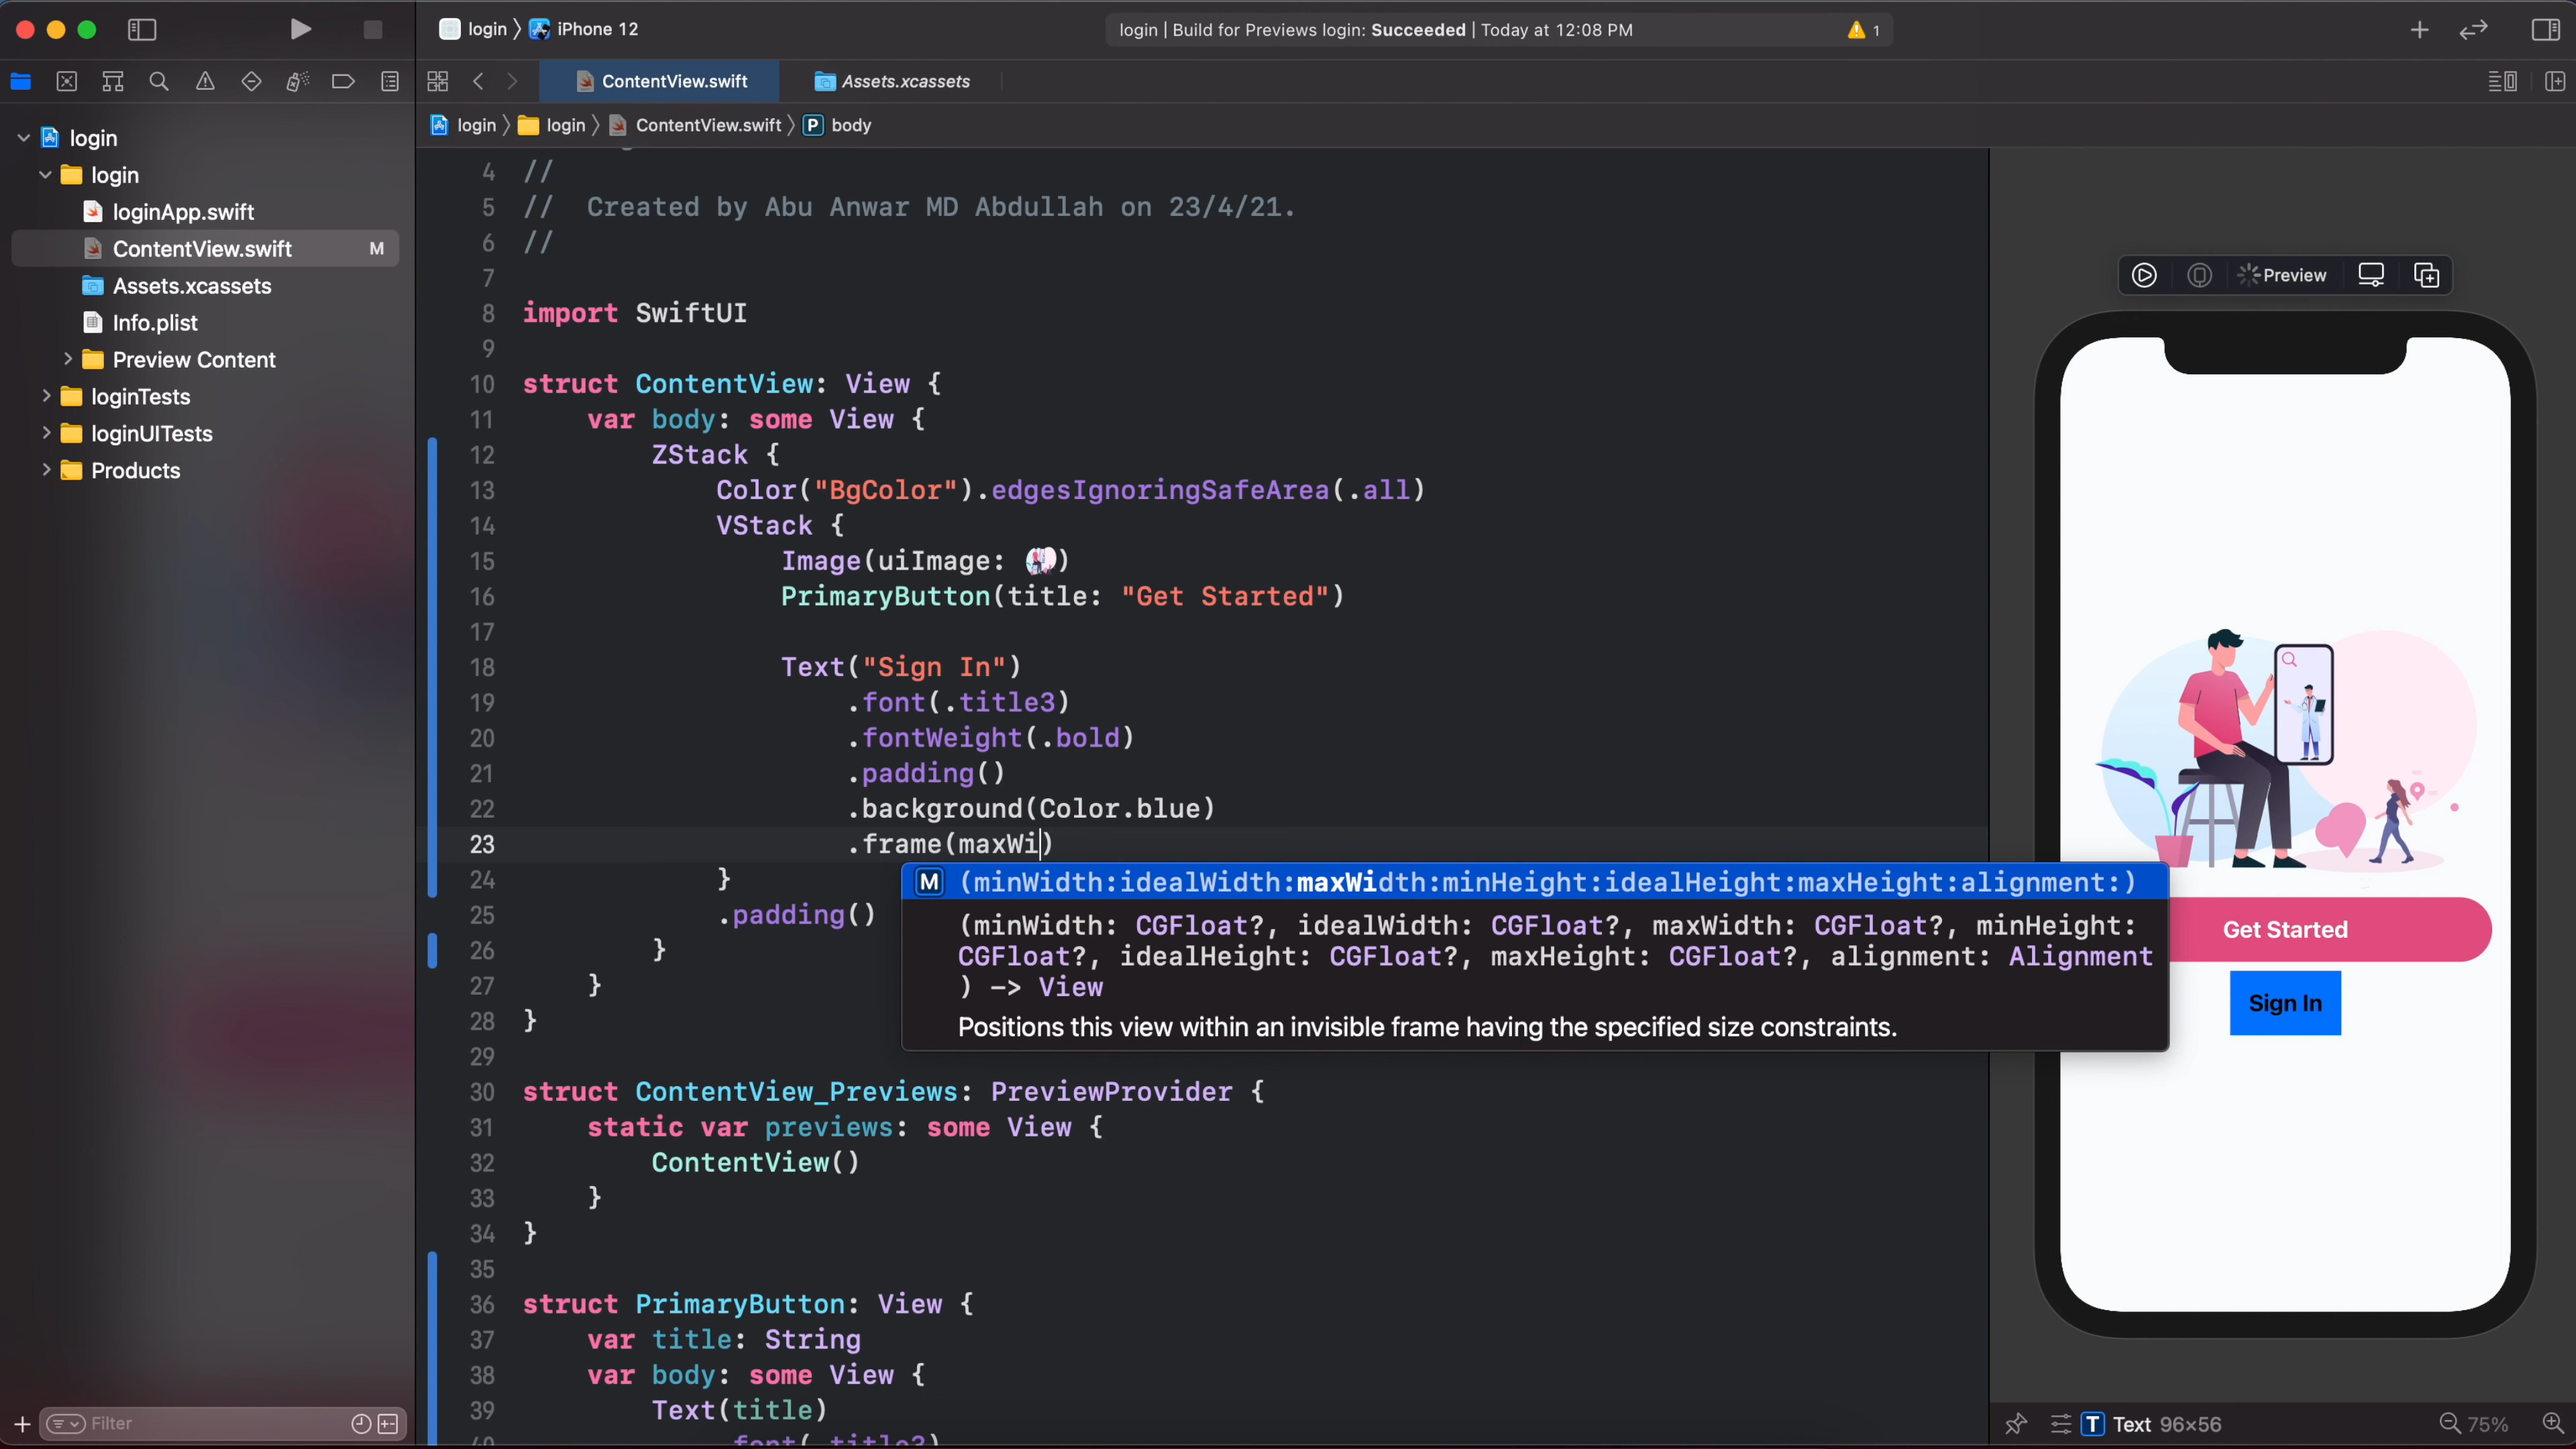 login 〉 iPhone 12
login | Build for Previews login: Succeeded | Today at 12:08 PM
1
ContentView.swift
Assets.xcassets
login 〉 login 〉 ContentView.swift 〉 P body
login
login
loginApp.swift
ContentView.swift M
Assets.xcassets
Info.plist
Preview Content
loginTests
loginUITests
Products
Filter
4 //
5 //  Created by Abu Anwar MD Abdullah on 23/4/21.
6 //
7
8 import SwiftUI
9
10 struct ContentView: View {
11     var body: some View {
12         ZStack {
13             Color("BgColor").edgesIgnoringSafeArea(.all)
14             VStack {
15                 Image(uiImage: )
16                 PrimaryButton(title: "Get Started")
17
18                 Text("Sign In")
19                     .font(.title3)
20                     .fontWeight(.bold)
21                     .padding()
22                     .background(Color.blue)
23                     .frame(maxWi)
24             }
25             .padding()
26         }
27     }
28 }
29
30 struct ContentView_Previews: PreviewProvider {
31     static var previews: some View {
32         ContentView()
33     }
34 }
35
36 struct PrimaryButton: View {
37     var title: String
38     var body: some View {
39         Text(title)
40             .font(.title3)
M (minWidth:idealWidth:maxWidth:minHeight:idealHeight:maxHeight:alignment:)
(minWidth: CGFloat?, idealWidth: CGFloat?, maxWidth: CGFloat?, minHeight:
CGFloat?, idealHeight: CGFloat?, maxHeight: CGFloat?, alignment: Alignment
) -> View
Positions this view within an invisible frame having the specified size constraints.
Preview
Get Started
Sign In
T Text 96×56
75%